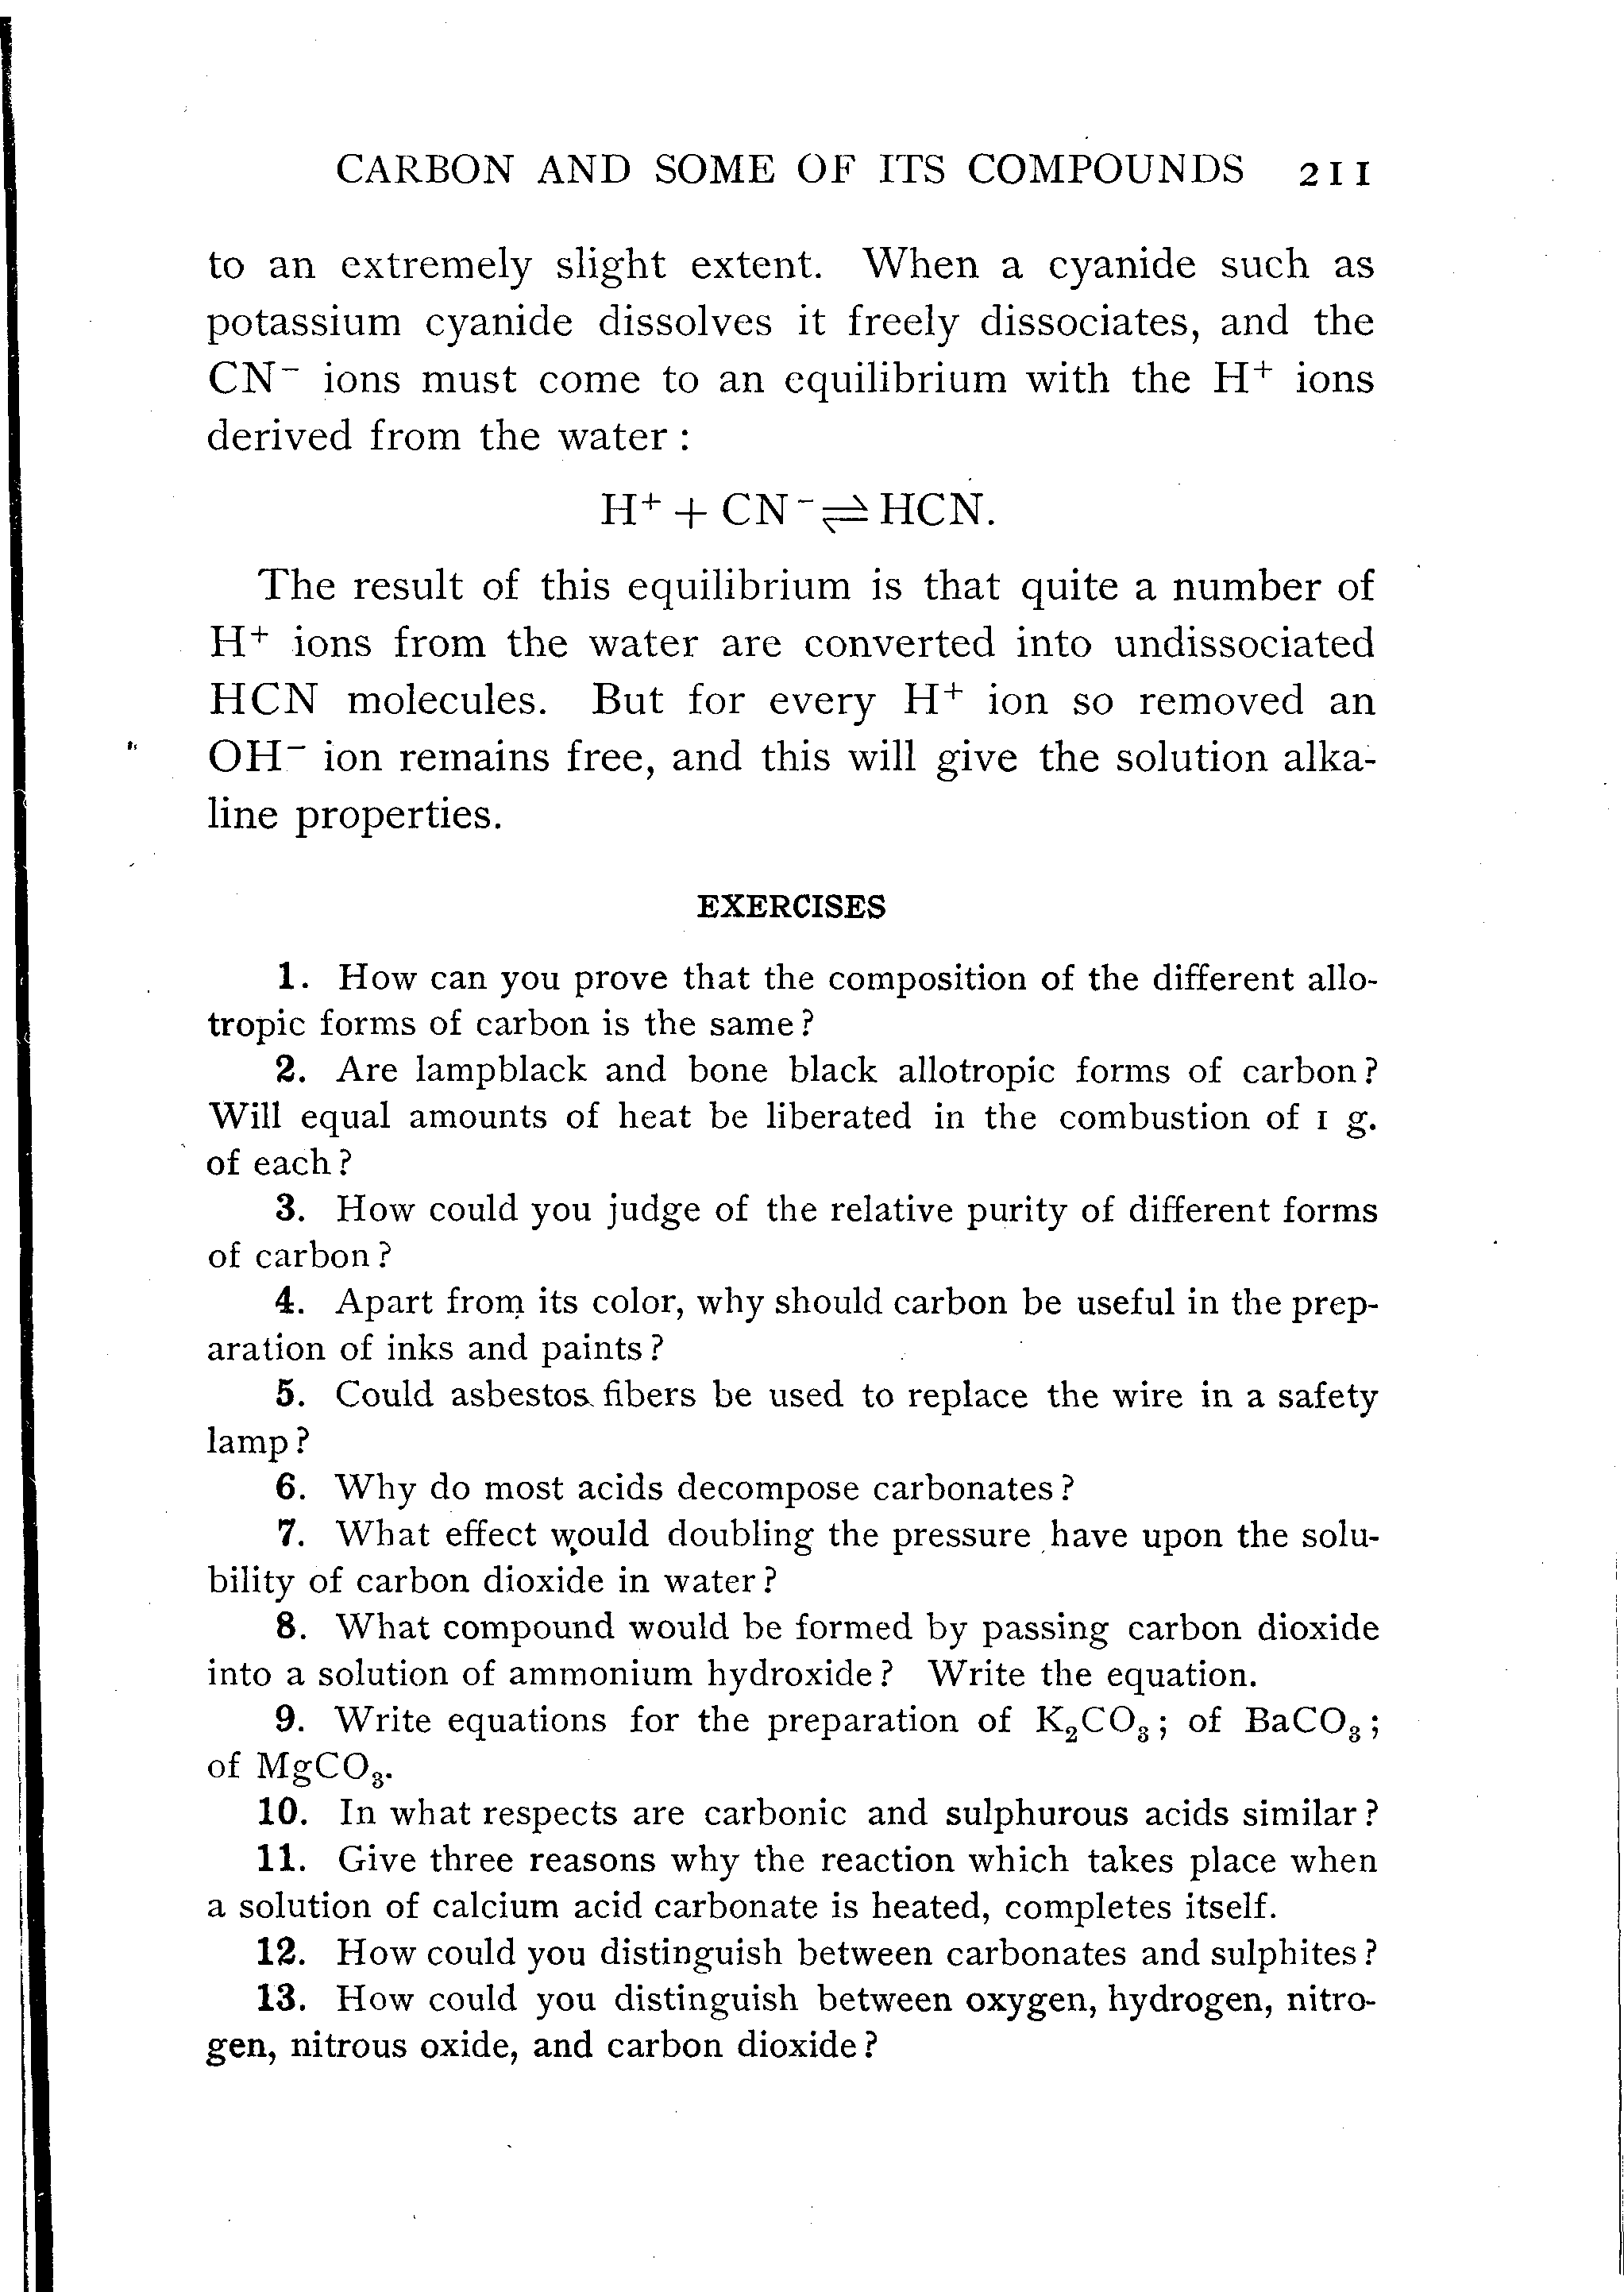 CARBON AND SOME OF ITS COMPOUNDS 211
to an extremely slight extent. When a cyanide such as
potassium cyanide dissolves it freely dissociates, and the
CN⁻ ions must come to an equilibrium with the H⁺ ions
derived from the water :
H⁺ + CN⁻ ⇌ HCN.
The result of this equilibrium is that quite a number of
H⁺ ions from the water are converted into undissociated
HCN molecules. But for every H⁺ ion so removed an
OH⁻ ion remains free, and this will give the solution alka-
line properties.
EXERCISES
1. How can you prove that the composition of the different allo-
tropic forms of carbon is the same ?
2. Are lampblack and bone black allotropic forms of carbon ?
Will equal amounts of heat be liberated in the combustion of 1 g.
of each ?
3. How could you judge of the relative purity of different forms
of carbon ?
4. Apart from its color, why should carbon be useful in the prep-
aration of inks and paints ?
5. Could asbestos fibers be used to replace the wire in a safety
lamp ?
6. Why do most acids decompose carbonates ?
7. What effect would doubling the pressure have upon the solu-
bility of carbon dioxide in water ?
8. What compound would be formed by passing carbon dioxide
into a solution of ammonium hydroxide ? Write the equation.
9. Write equations for the preparation of K₂CO₃ ; of BaCO₃ ;
of MgCO₃.
10. In what respects are carbonic and sulphurous acids similar ?
11. Give three reasons why the reaction which takes place when
a solution of calcium acid carbonate is heated, completes itself.
12. How could you distinguish between carbonates and sulphites ?
13. How could you distinguish between oxygen, hydrogen, nitro-
gen, nitrous oxide, and carbon dioxide ?